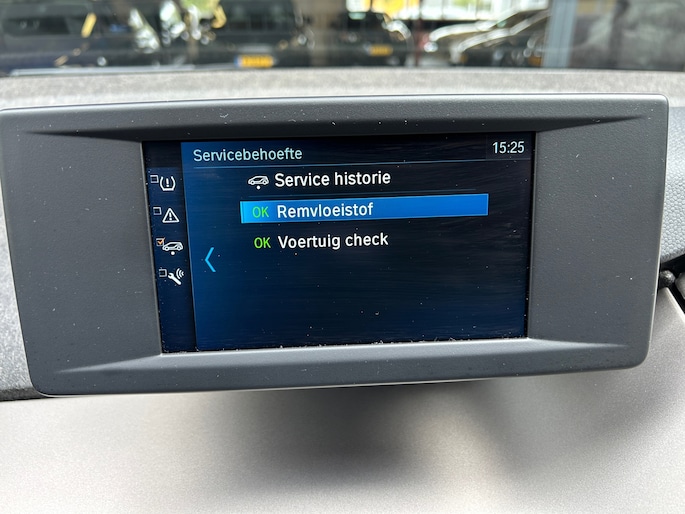 Servicebehoefte 15:25
Service historie
OK Remvloeistof
OK Voertuig check